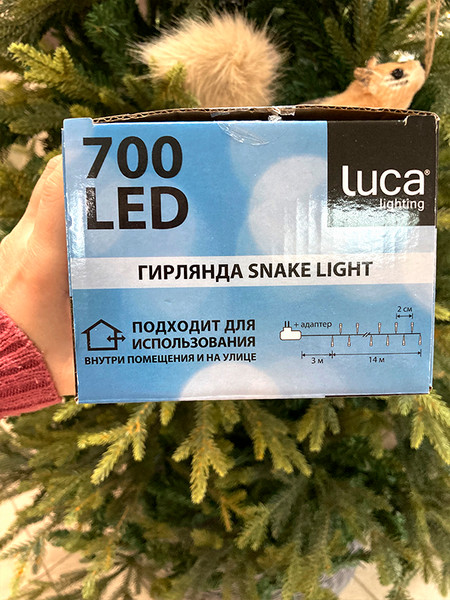 700
LED
luca®
lighting
ГИРЛЯНДА SNAKE LIGHT
ПОДХОДИТ ДЛЯ
ИСПОЛЬЗОВАНИЯ
ВНУТРИ ПОМЕЩЕНИЯ И НА УЛИЦЕ
2 см
+ адаптер
3 м
14 м